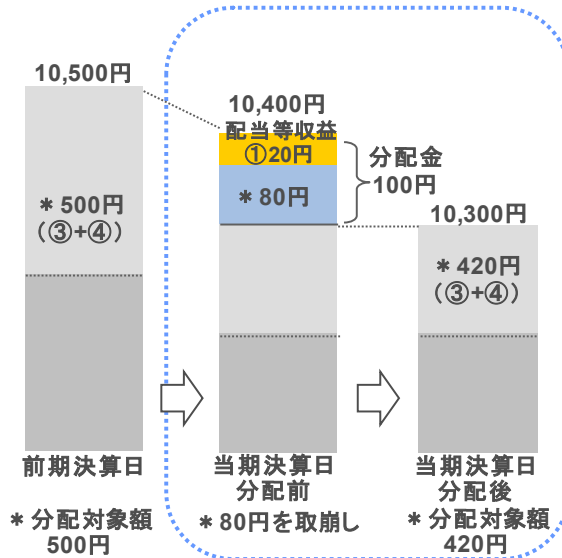 10,500円
＊500円
（③+④）
前期決算日
＊分配対象額
500円
10,400円
配当等収益
①20円
＊80円
分配金
100円
当期決算日
分配前
＊80円を取崩し
10,300円
＊420円
（③+④）
当期決算日
分配後
＊分配対象額
420円